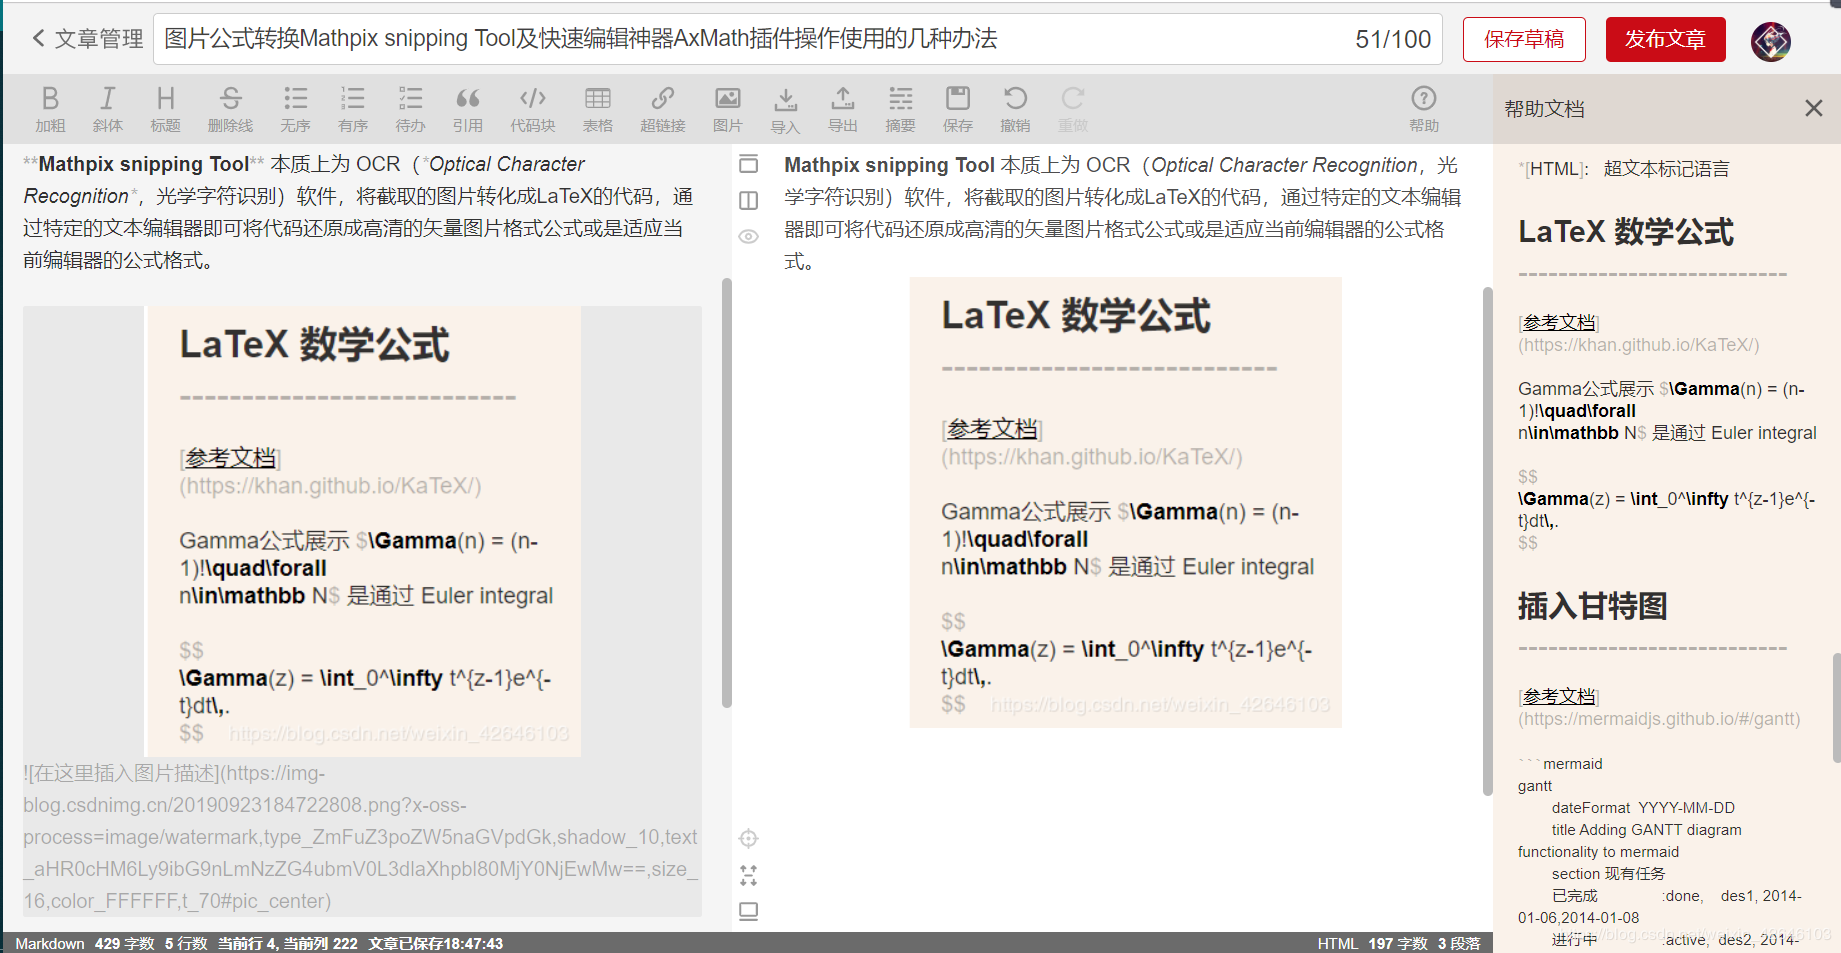 文章管理
图片公式转换Mathpix snipping Tool及快速编辑神器AxMath插件操作使用的几种办法
51/100
保存草稿
发布文章
加粗 斜体 标题 删除线 无序 有序 待办 引用 代码块 表格 超链接 图片 导入 导出 摘要 保存 撤销 重做 帮助
**Mathpix snipping Tool** 本质上为 OCR（*Optical Character
Recognition*，光学字符识别）软件，将截取的图片转化成LaTeX的代码，通
过特定的文本编辑器即可将代码还原成高清的矢量图片格式公式或是适应当
前编辑器的公式格式。
LaTeX 数学公式
---------------------------
[参考文档]
(https://khan.github.io/KaTeX/)
Gamma公式展示 $\Gamma(n) = (n-
1)!\quad\forall
n\in\mathbb N$ 是通过 Euler integral
$$
\Gamma(z) = \int_0^\infty t^{z-1}e^{-
t}dt\,.
$$
https://blog.csdn.net/weixin_42646103
![在这里插入图片描述](https://img-
blog.csdnimg.cn/20190923184722808.png?x-oss-
process=image/watermark,type_ZmFuZ3poZW5naGVpdGk,shadow_10,text
_aHR0cHM6Ly9ibG9nLmNzZG4ubmV0L3dlaXhpbl80MjY0NjEwMw==,size_
16,color_FFFFFF,t_70#pic_center)
Mathpix snipping Tool 本质上为 OCR（Optical Character Recognition，光
学字符识别）软件，将截取的图片转化成LaTeX的代码，通过特定的文本编辑
器即可将代码还原成高清的矢量图片格式公式或是适应当前编辑器的公式格
式。
LaTeX 数学公式
---------------------------
[参考文档]
(https://khan.github.io/KaTeX/)
Gamma公式展示 $\Gamma(n) = (n-
1)!\quad\forall
n\in\mathbb N$ 是通过 Euler integral
$$
\Gamma(z) = \int_0^\infty t^{z-1}e^{-
t}dt\,.
$$
https://blog.csdn.net/weixin_42646103
帮助文档
*[HTML]: 超文本标记语言
LaTeX 数学公式
---------------------------
[参考文档]
(https://khan.github.io/KaTeX/)
Gamma公式展示 $\Gamma(n) = (n-
1)!\quad\forall
n\in\mathbb N$ 是通过 Euler integral
$$
\Gamma(z) = \int_0^\infty t^{z-1}e^{-
t}dt\,.
$$
插入甘特图
---------------------------
[参考文档]
(https://mermaidjs.github.io/#/gantt)
```mermaid
gantt
dateFormat YYYY-MM-DD
title Adding GANTT diagram
functionality to mermaid
section 现有任务
已完成 :done, des1, 2014-
01-06,2014-01-08
进行中 :active, des2, 2014-
https://blog.csdn.net/weixin_42646103
Markdown 429 字数 5 行数 当前行 4, 当前列 222 文章已保存18:47:43
HTML 197 字数 3 段落